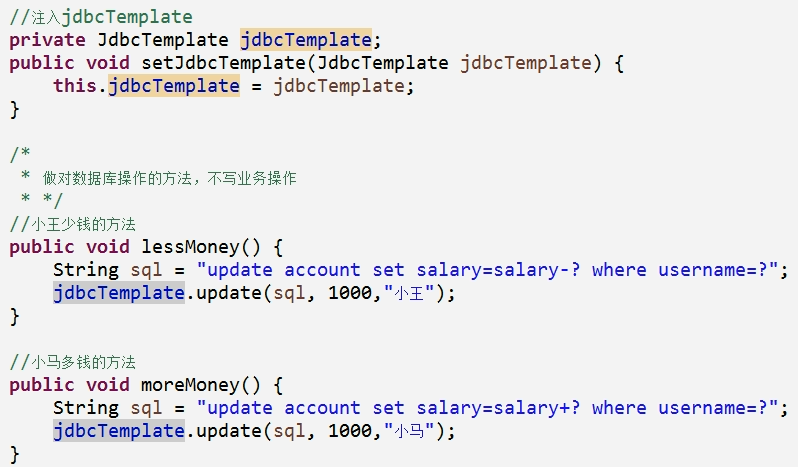 //注入jdbcTemplate
private JdbcTemplate jdbcTemplate;
public void setJdbcTemplate(JdbcTemplate jdbcTemplate) {
    this.jdbcTemplate = jdbcTemplate;
}
/*
 * 做对数据库操作的方法，不写业务操作
 * */
//小王少钱的方法
public void lessMoney() {
    String sql = "update account set salary=salary-? where username=?";
    jdbcTemplate.update(sql, 1000,"小王");
}
//小马多钱的方法
public void moreMoney() {
    String sql = "update account set salary=salary+? where username=?";
    jdbcTemplate.update(sql, 1000,"小马");
}